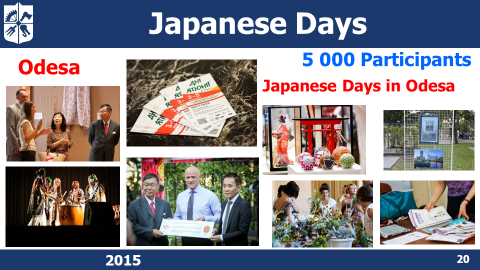 Japanese Days
Odesa
5 000 Participants
Japanese Days in Odesa
2015
20